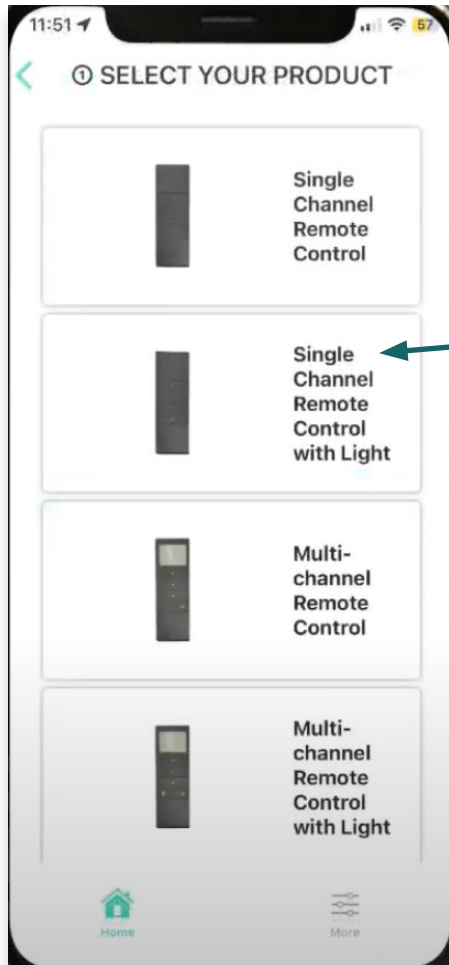 11:51
57
① SELECT YOUR PRODUCT
Single
Channel
Remote
Control
Single
Channel
Remote
Control
with Light
Multi-
channel
Remote
Control
Multi-
channel
Remote
Control
with Light
Home
More